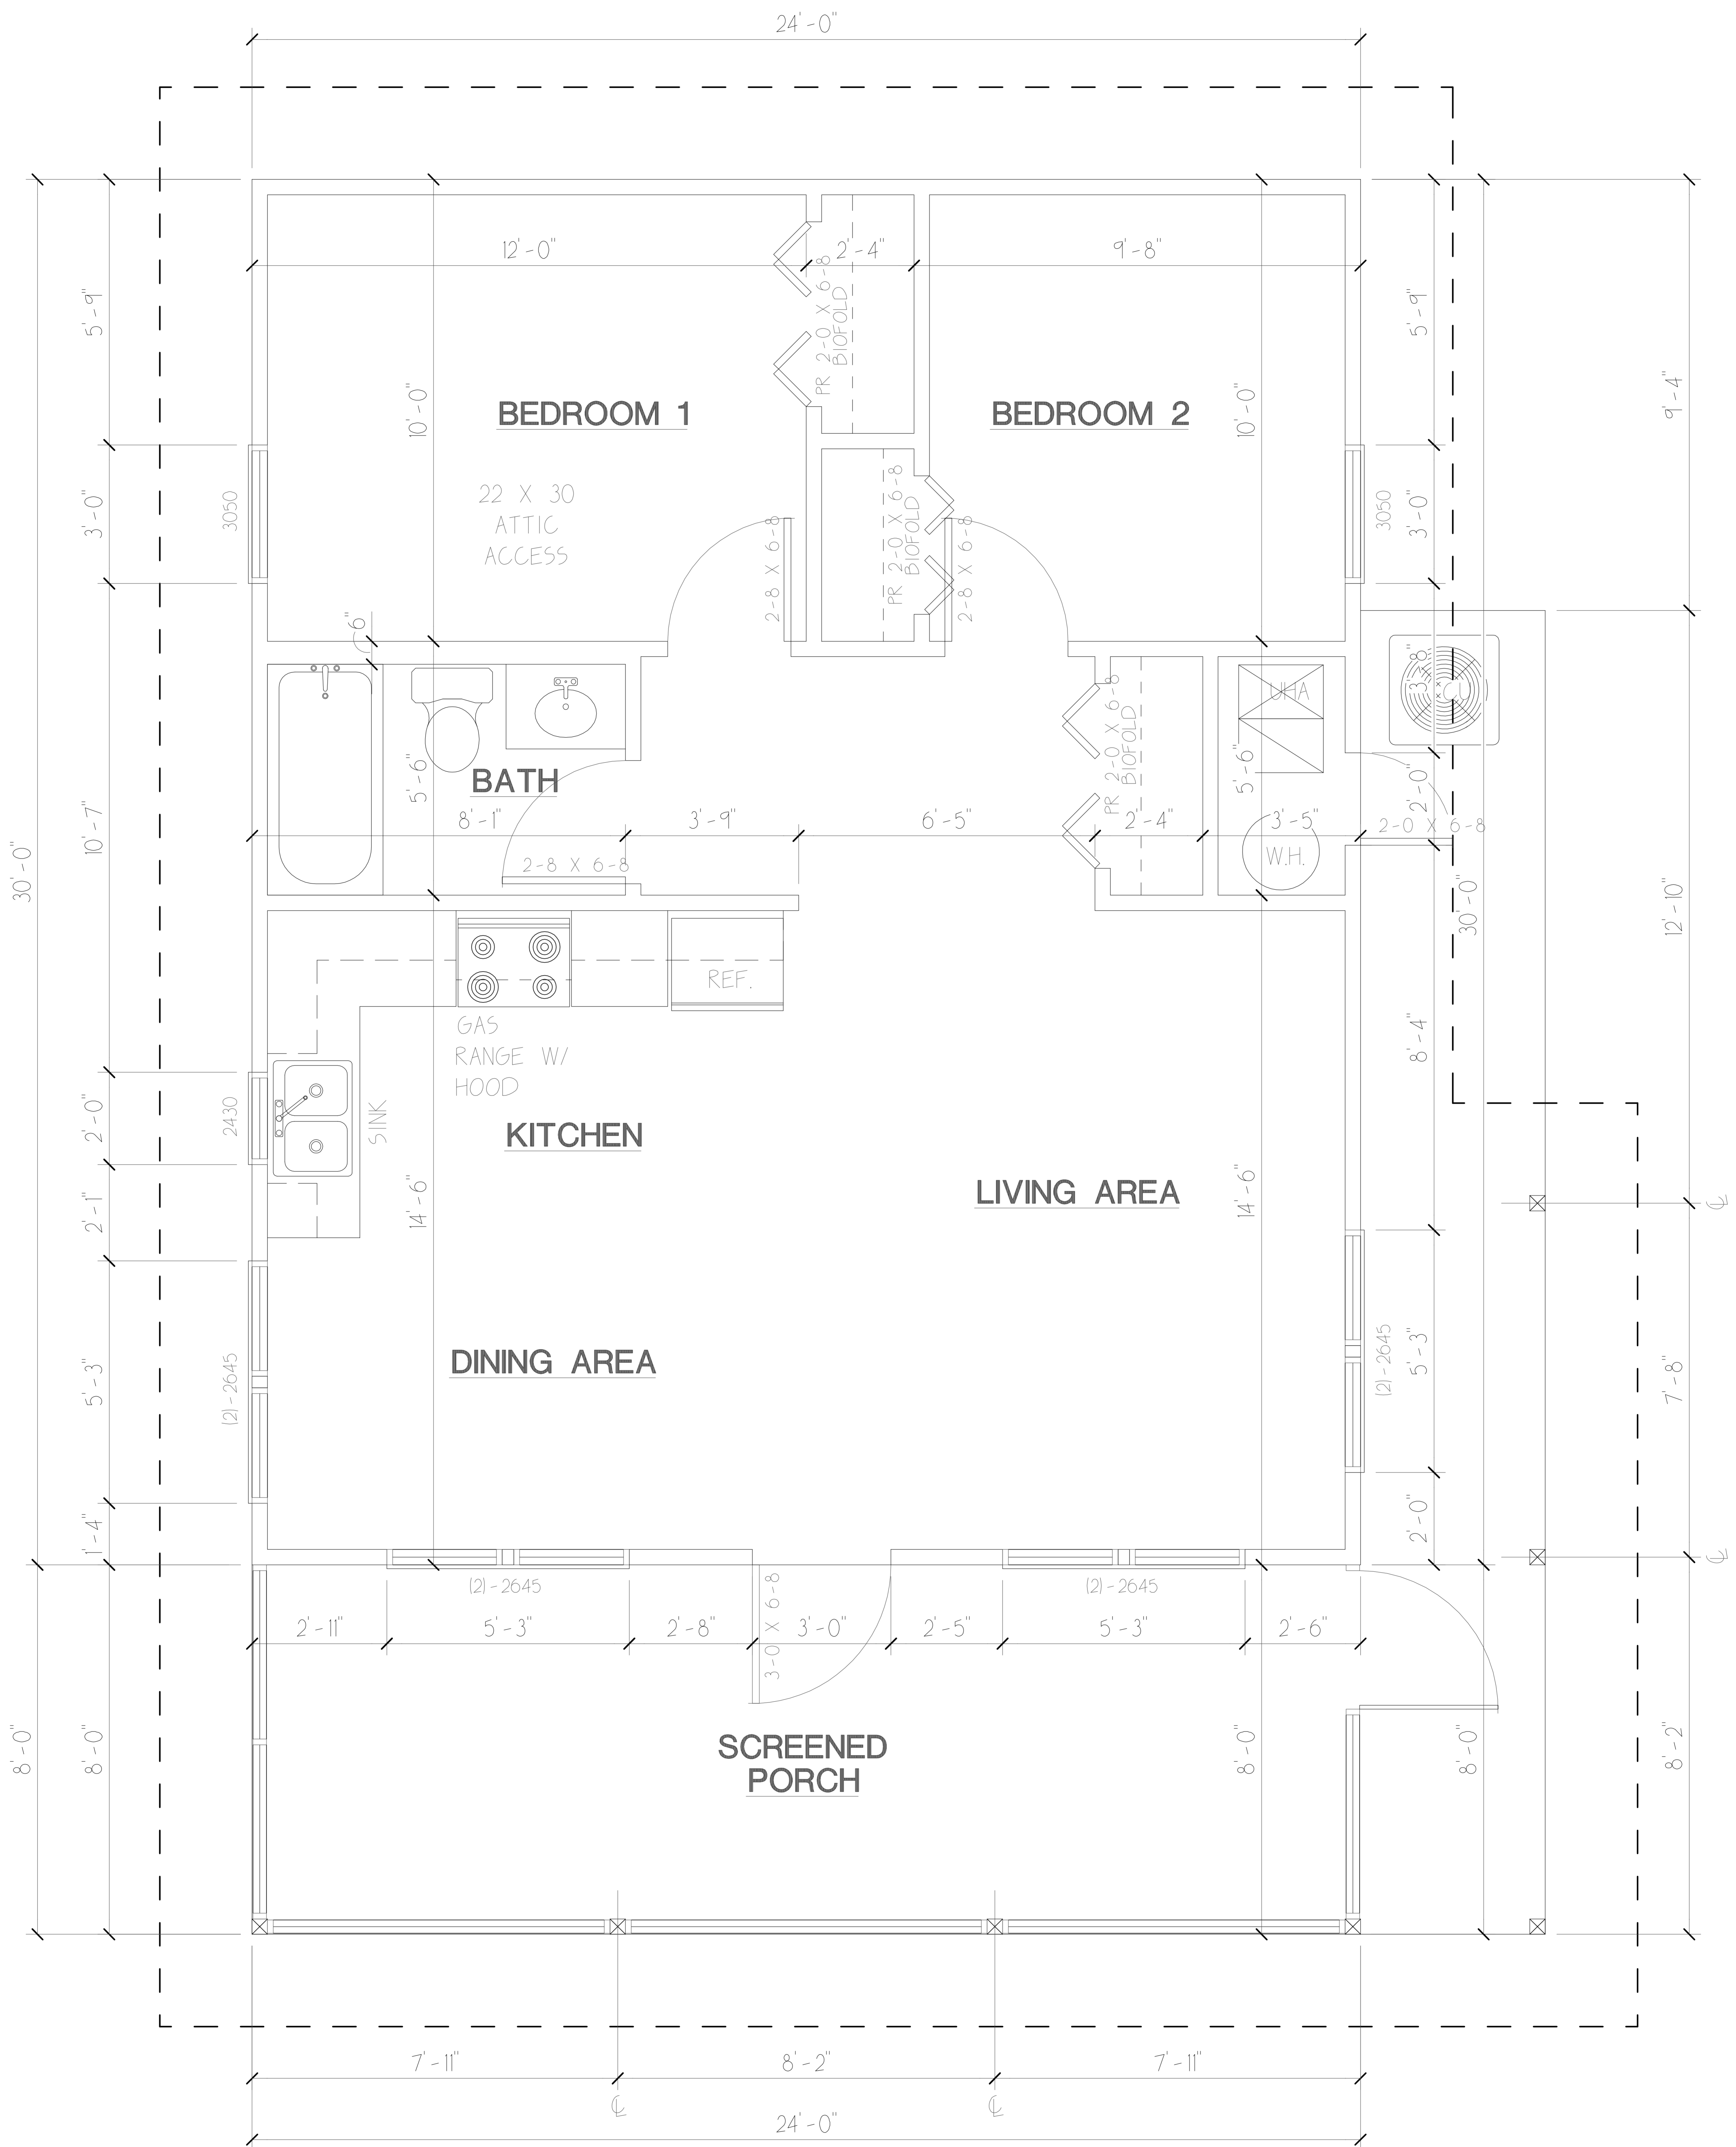 24'-0"
12'-0"
2'-4"
9'-8"
5'-9"
5'-9"
PR 2-0 X 6-8
BIOFOLD
10'-0"
10'-0"
9'-4"
BEDROOM 1
BEDROOM 2
22 X 30
ATTIC
ACCESS
3'-0"
3050
2-8 X 6-8
PR 2-0 X 6-8
BIOFOLD
2-8 X 6-8
3050
3'-0"
6"
3'-8"
UHA
CU
PR 2-0 X 6-8
BIOFOLD
BATH
5'-6"
5'-6"
2'-0"
10'-7"
8'-1"
3'-9"
6'-5"
2'-4"
3'-5"
2-0 X 6-8
30'-0"
2-8 X 6-8
W.H.
30'-0"
12'-10"
REF.
GAS
RANGE W/
HOOD
8'-4"
2'-0"
2430
SINK
KITCHEN
2'-1"
14'-6"
LIVING AREA
14'-6"
5'-3"
(2)-2645
DINING AREA
(2)-2645
5'-3"
7'-8"
1'-4"
2'-0"
(2)-2645
(2)-2645
2'-11"
5'-3"
2'-8"
3-0 X 6-8
3'-0"
2'-5"
5'-3"
2'-6"
8'-0"
8'-0"
SCREENED
PORCH
8'-0"
8'-0"
8'-2"
7'-11"
8'-2"
7'-11"
24'-0"